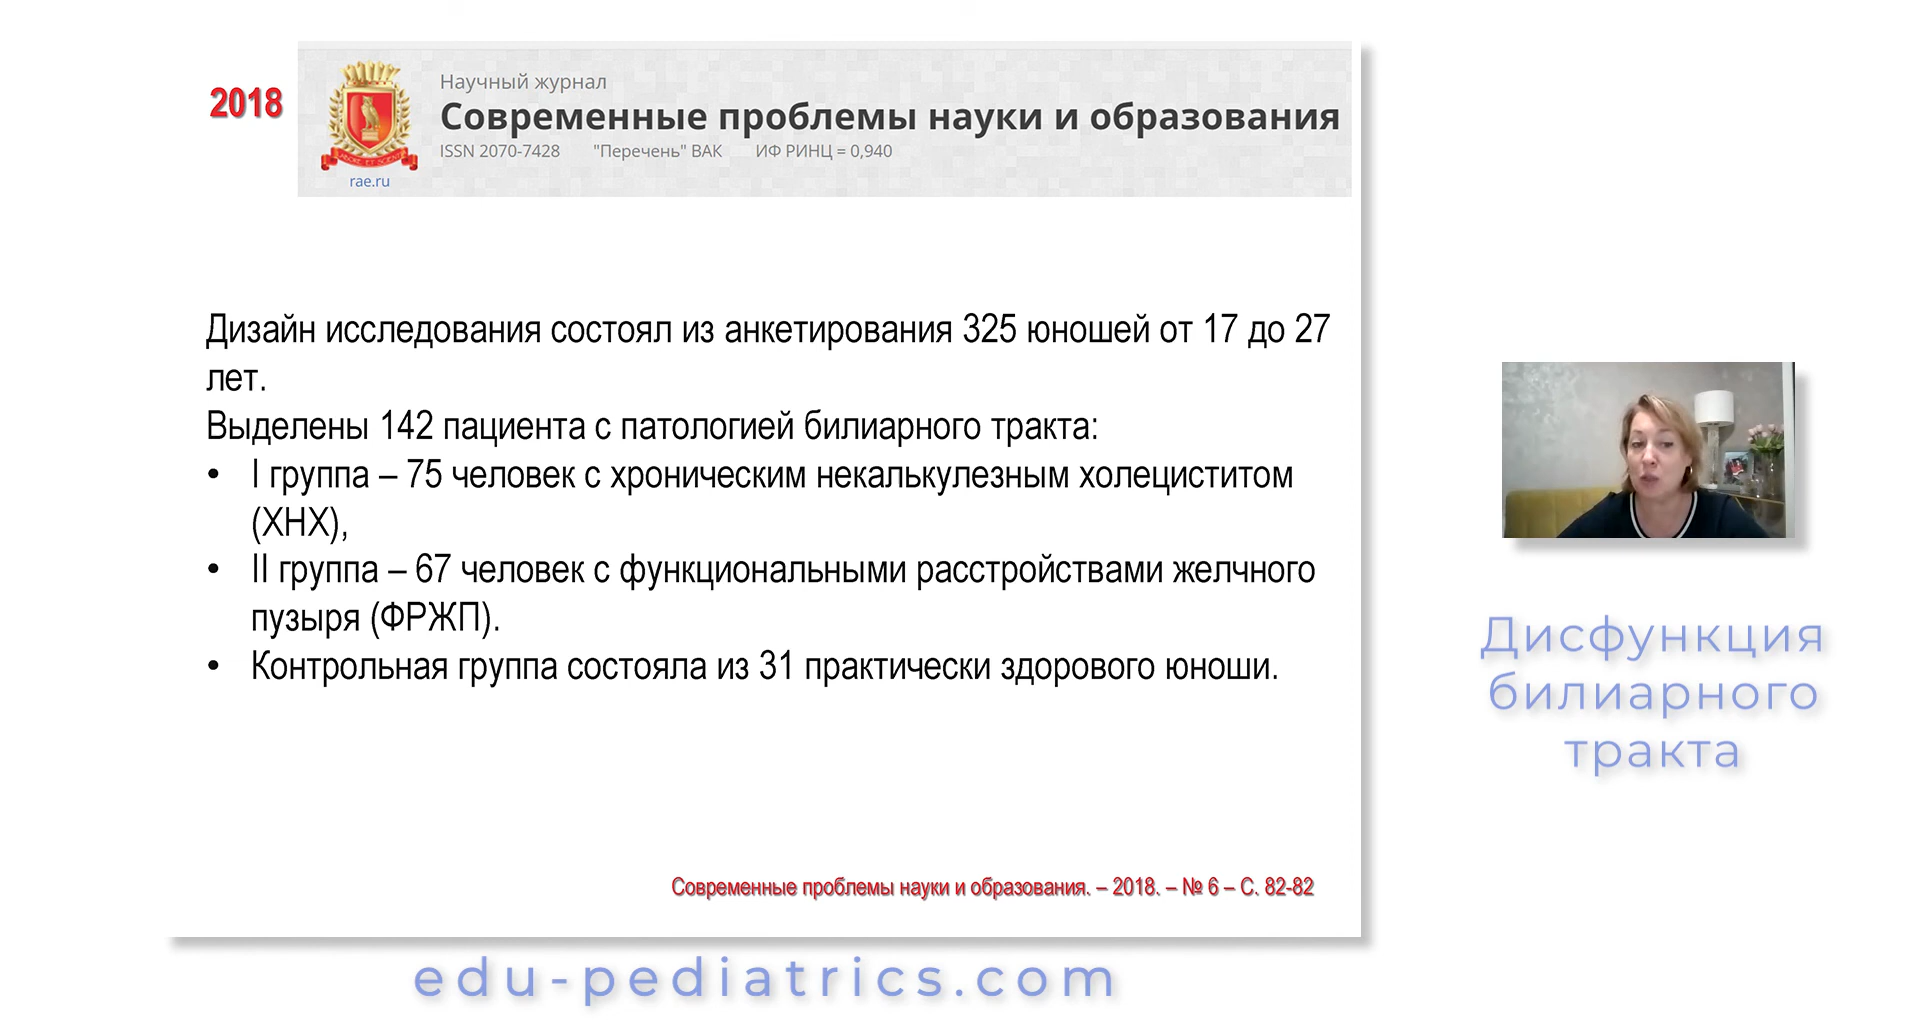 2018
Научный журнал
Современные проблемы науки и образования
ISSN 2070-7428 "Перечень" ВАК ИФ РИНЦ = 0,940
rae.ru
Дизайн исследования состоял из анкетирования 325 юношей от 17 до 27
лет.
Выделены 142 пациента с патологией билиарного тракта:
• I группа – 75 человек с хроническим некалькулезным холециститом
(ХНХ),
• II группа – 67 человек с функциональными расстройствами желчного
пузыря (ФРЖП).
• Контрольная группа состояла из 31 практически здорового юноши.
Современные проблемы науки и образования. – 2018. – № 6 – С. 82-82
Дисфункция
билиарного
тракта
edu-pediatrics.com